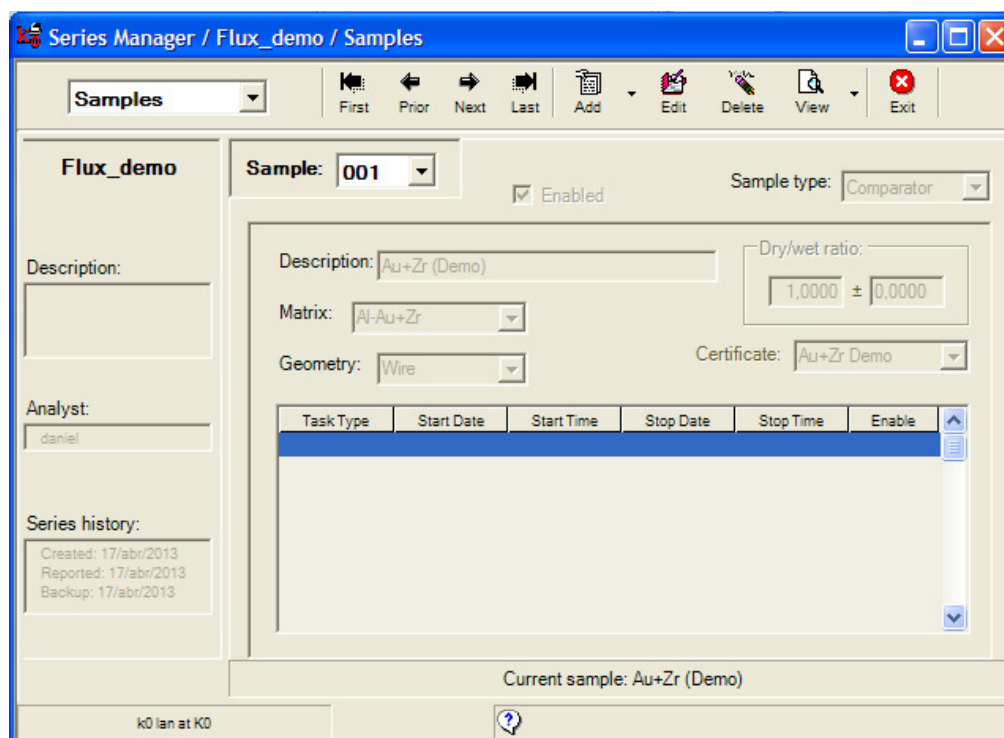 Series Manager / Flux_demo / Samples
Samples
First Prior Next Last Add Edit Delete View Exit
Flux_demo
Sample: 001
Enabled
Sample type: Comparator
Description:
Description: Au+Zr (Demo)
Dry/wet ratio:
1,0000 ± 0,0000
Matrix: Al-Au+Zr
Geometry: Wire
Certificate: Au+Zr Demo
Analyst:
daniel
Task Type Start Date Start Time Stop Date Stop Time Enable
Series history:
Created: 17/abr/2013
Reported: 17/abr/2013
Backup: 17/abr/2013
Current sample: Au+Zr (Demo)
k0 Ian at K0